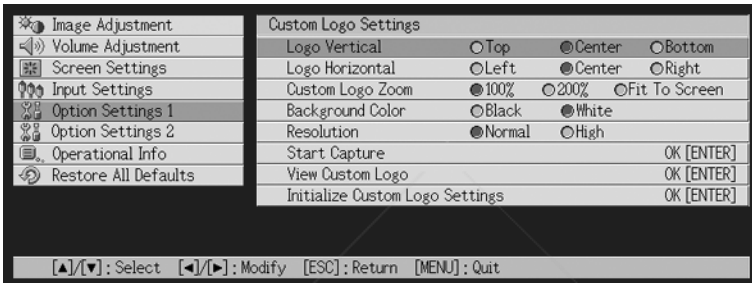 Image Adjustment
Volume Adjustment
Screen Settings
Input Settings
Option Settings 1
Option Settings 2
Operational Info
Restore All Defaults
Custom Logo Settings
Logo Vertical Top Center Bottom
Logo Horizontal Left Center Right
Custom Logo Zoom 100% 200% Fit To Screen
Background Color Black White
Resolution Normal High
Start Capture OK [ENTER]
View Custom Logo OK [ENTER]
Initialize Custom Logo Settings OK [ENTER]
[▲]/[▼]:Select [◄]/[►]:Modify [ESC]:Return [MENU]:Quit